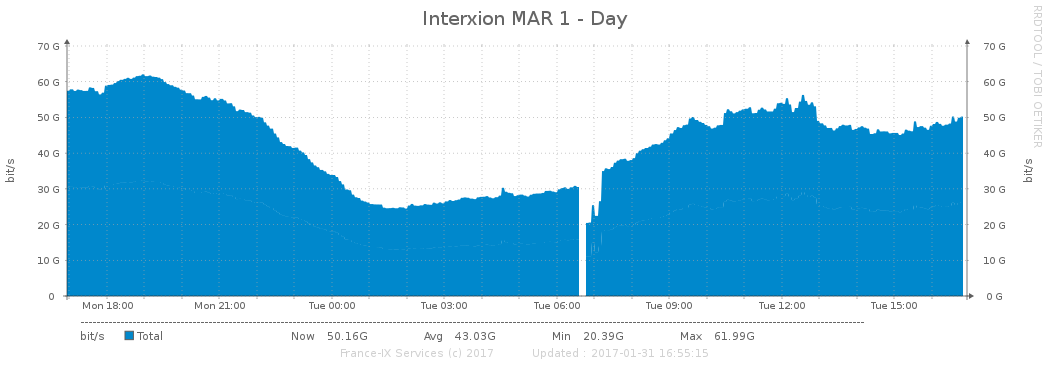 Interxion MAR 1 - Day
RRDTOOL / TOBI OETIKER
70 G 70 G
60 G 60 G
50 G 50 G
40 G 40 G
30 G 30 G
20 G 20 G
10 G 10 G
0 0 G
bit/s bit/s
Mon 18:00 Mon 21:00 Tue 00:00 Tue 03:00 Tue 06:00 Tue 09:00 Tue 12:00 Tue 15:00
bit/s Total Now 50.16G Avg 43.03G Min 20.39G Max 61.99G
France-IX Services (c) 2017 Updated : 2017-01-31 16:55:15